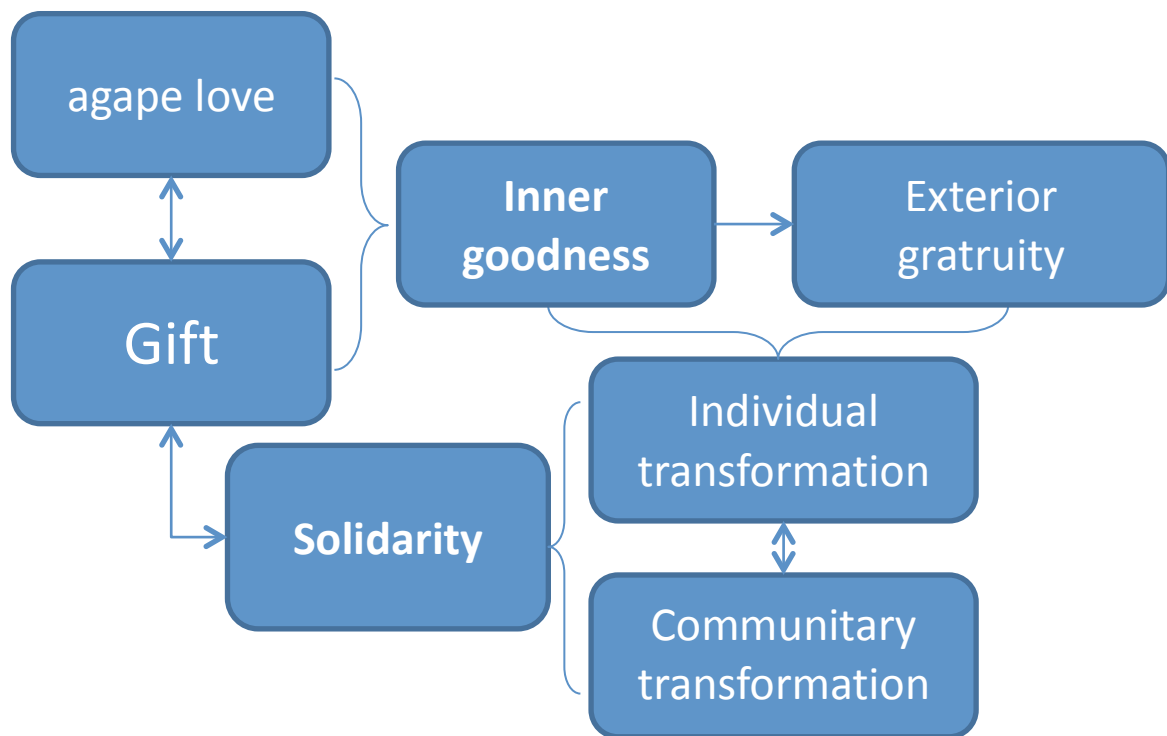 agape love
Gift
Inner
goodness
Exterior
gratruity
Solidarity
Individual
transformation
Communitary
transformation